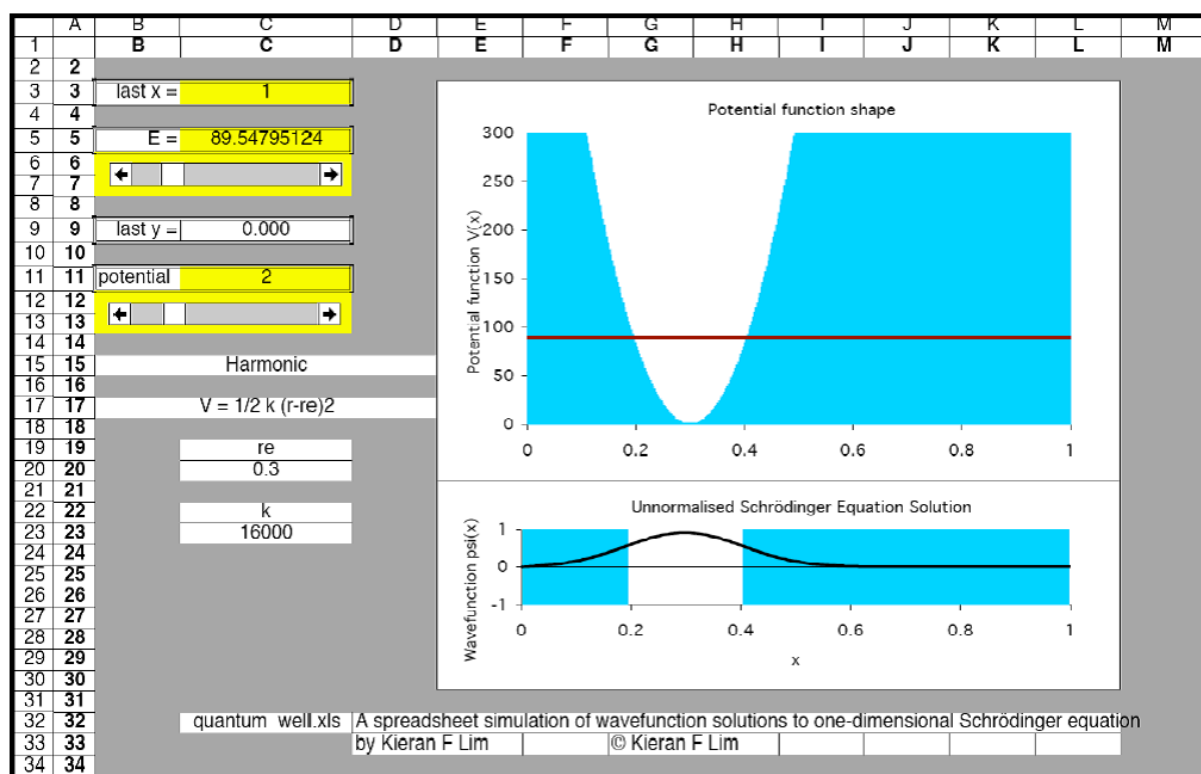 A B C D E F G H I J K L M
1 B C D E F G H I J K L M
2 2
3 3 last x = 1
4 4
5 5 E = 89.54795124
6 6
7 7
8 8
9 9 last y = 0.000
10 10
11 11 potential 2
12 12
13 13
14 14
15 15 Harmonic
16 16
17 17 V = 1/2 k (r-re)2
18 18
19 19 re
20 20 0.3
21 21
22 22 k
23 23 16000
24 24
25 25
26 26
27 27
28 28
29 29
30 30
31 31
32 32 quantum well.xls A spreadsheet simulation of wavefunction solutions to one-dimensional Schrödinger equation
33 33 by Kieran F Lim © Kieran F Lim
34 34
Potential function shape
Potential function V(x)
300
250
200
150
100
50
0
0 0.2 0.4 0.6 0.8 1
Unnormalised Schrödinger Equation Solution
Wavefunction psi(x)
1
0
-1
0 0.2 0.4 0.6 0.8 1
x